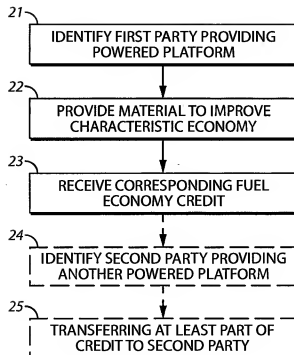 21
IDENTIFY FIRST PARTY PROVIDING
POWERED PLATFORM
22
PROVIDE MATERIAL TO IMPROVE
CHARACTERISTIC ECONOMY
23
RECEIVE CORRESPONDING FUEL
ECONOMY CREDIT
24
IDENTIFY SECOND PARTY PROVIDING
ANOTHER POWERED PLATFORM
25
TRANSFERRING AT LEAST PART OF
CREDIT TO SECOND PARTY